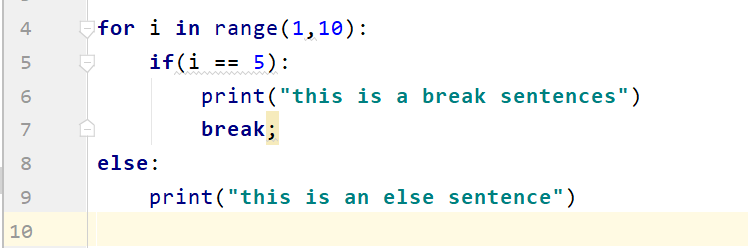 4 for i in range(1,10):
5 if(i == 5):
6 print("this is a break sentences")
7 break;
8 else:
9 print("this is an else sentence")
10